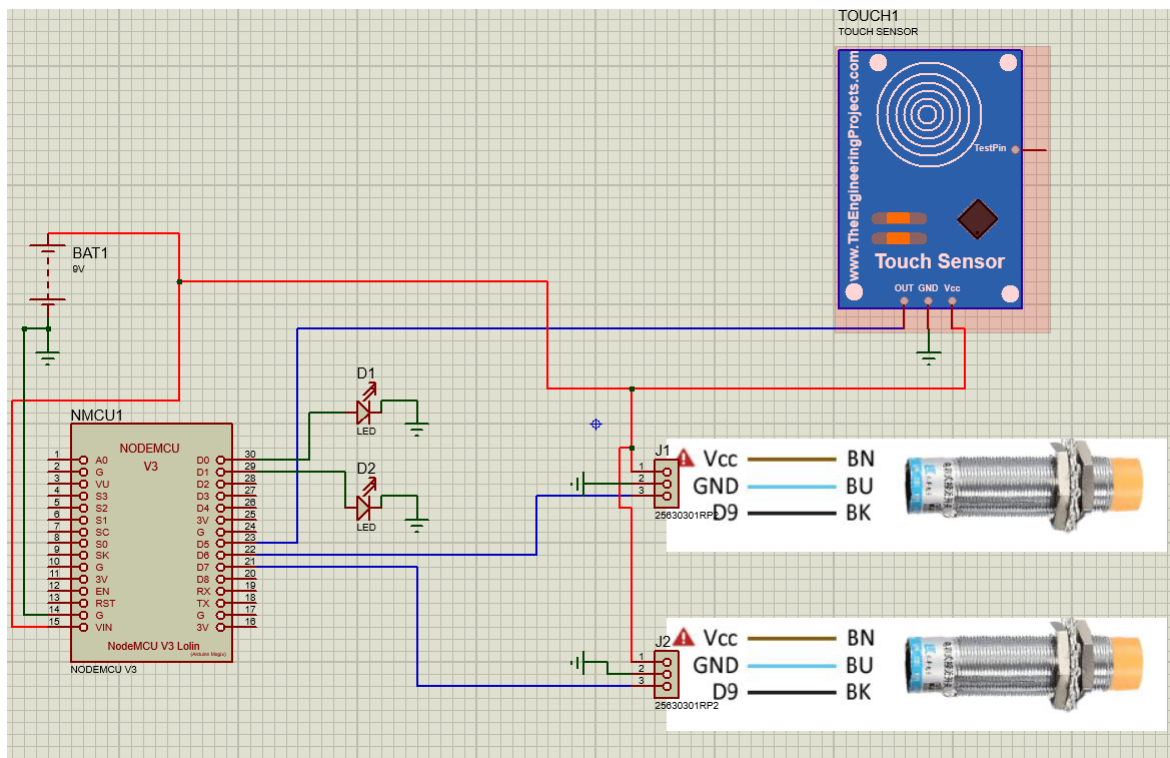 TOUCH1
TOUCH SENSOR
www.TheEngineeringProjects.com
TestPin
Touch Sensor
OUT GND Vcc
BAT1
9V
D1
LED
D2
LED
NMCU1
NODEMCU
V3
1 A0
2 G
3 VU
4 S3
5 S2
6 S1
7 SC
8 S0
9 SK
10 G
11 3V
12 EN
13 RST
14 G
15 VIN
D0 30
D1 29
D2 28
D3 27
D4 26
3V 25
G 24
D5 23
D6 22
D7 21
D8 20
RX 19
TX 18
G 17
3V 16
NodeMCU V3 Lolin
(Arduino Magix)
NODEMCU V3
J1
1
2
3
25630301RP2
Vcc BN
GND BU
D9 BK
J2
1
2
3
25630301RP2
Vcc BN
GND BU
D9 BK